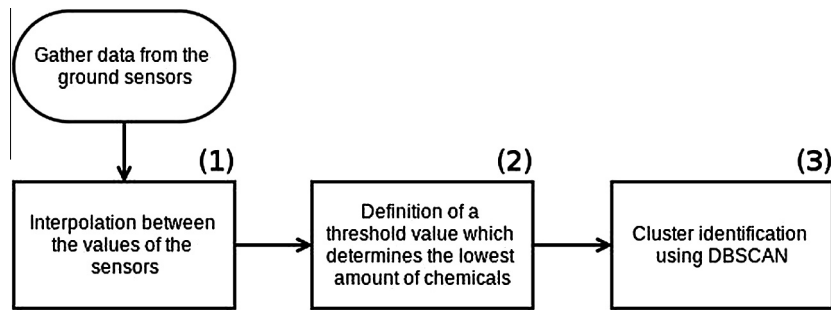 Gather data from the
ground sensors
(1)
Interpolation between
the values of the
sensors
(2)
Definition of a
threshold value which
determines the lowest
amount of chemicals
(3)
Cluster identification
using DBSCAN